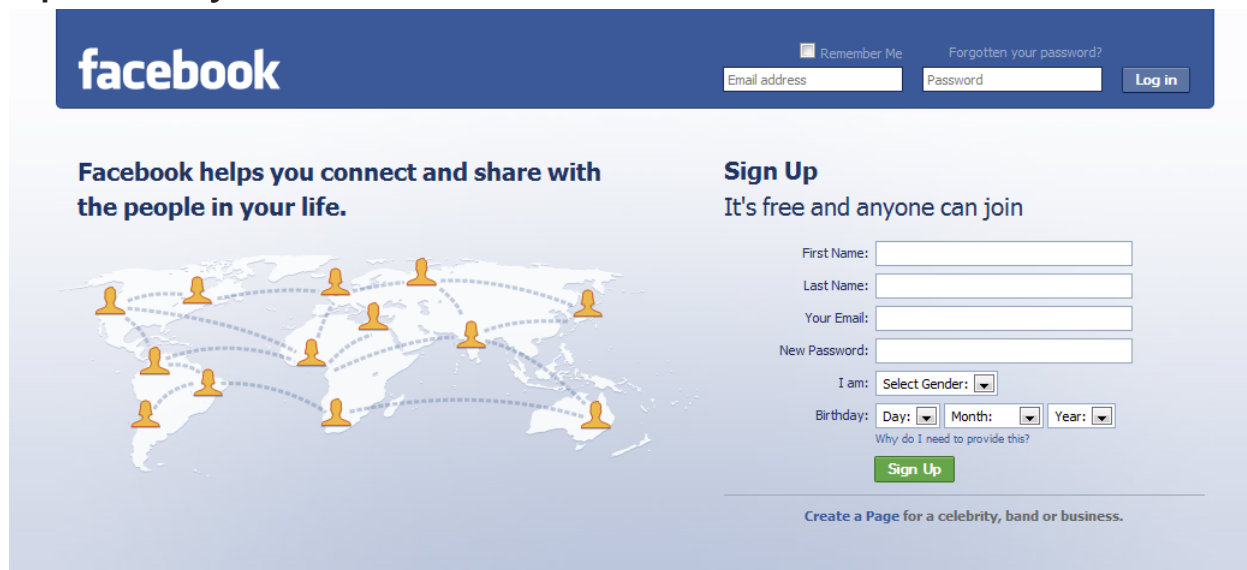 facebook
Remember Me
Forgotten your password?
Email address
Password
Log in
Facebook helps you connect and share with
the people in your life.
Sign Up
It's free and anyone can join
First Name:
Last Name:
Your Email:
New Password:
I am: Select Gender:
Birthday: Day: Month: Year:
Why do I need to provide this?
Sign Up
Create a Page for a celebrity, band or business.